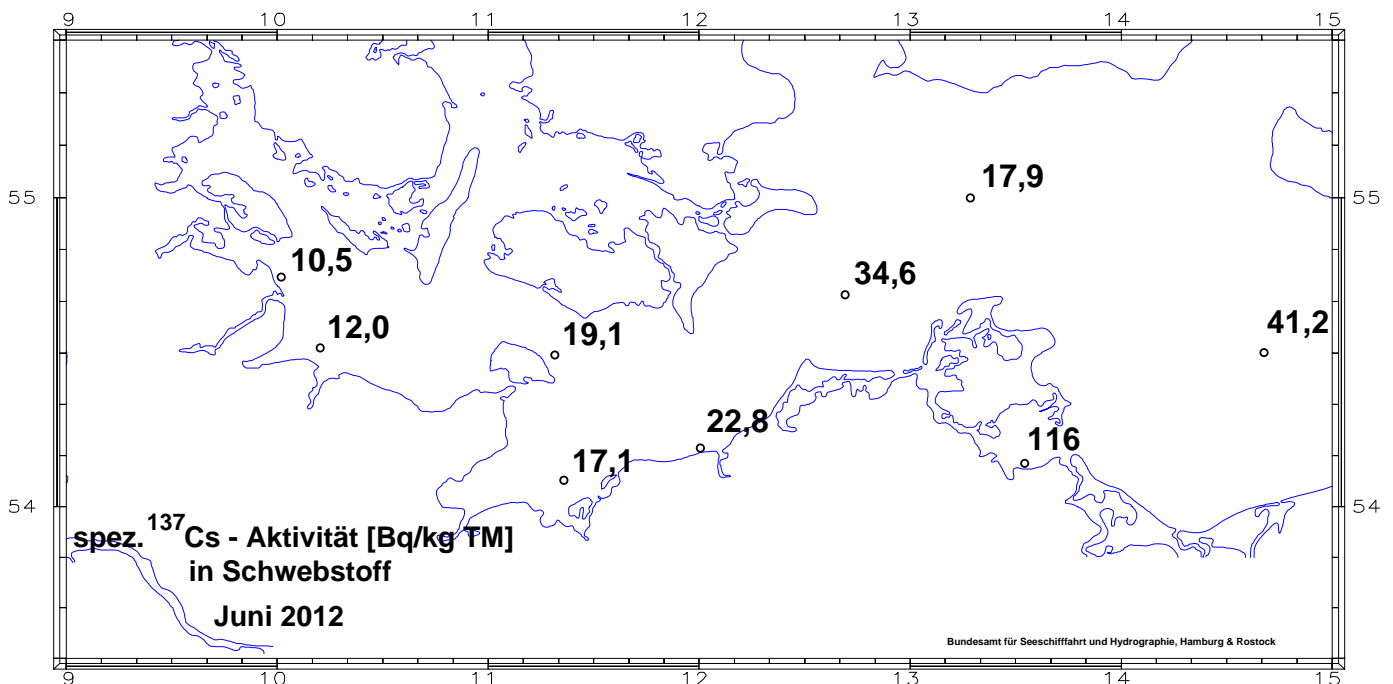 9 10 11 12 13 14 15
55 55
17,9
10,5
34,6
12,0
19,1
41,2
22,8
116
17,1
54 54
spez. ¹³⁷Cs - Aktivität [Bq/kg TM]
in Schwebstoff
Juni 2012
Bundesamt für Seeschifffahrt und Hydrographie, Hamburg & Rostock
9 10 11 12 13 14 15